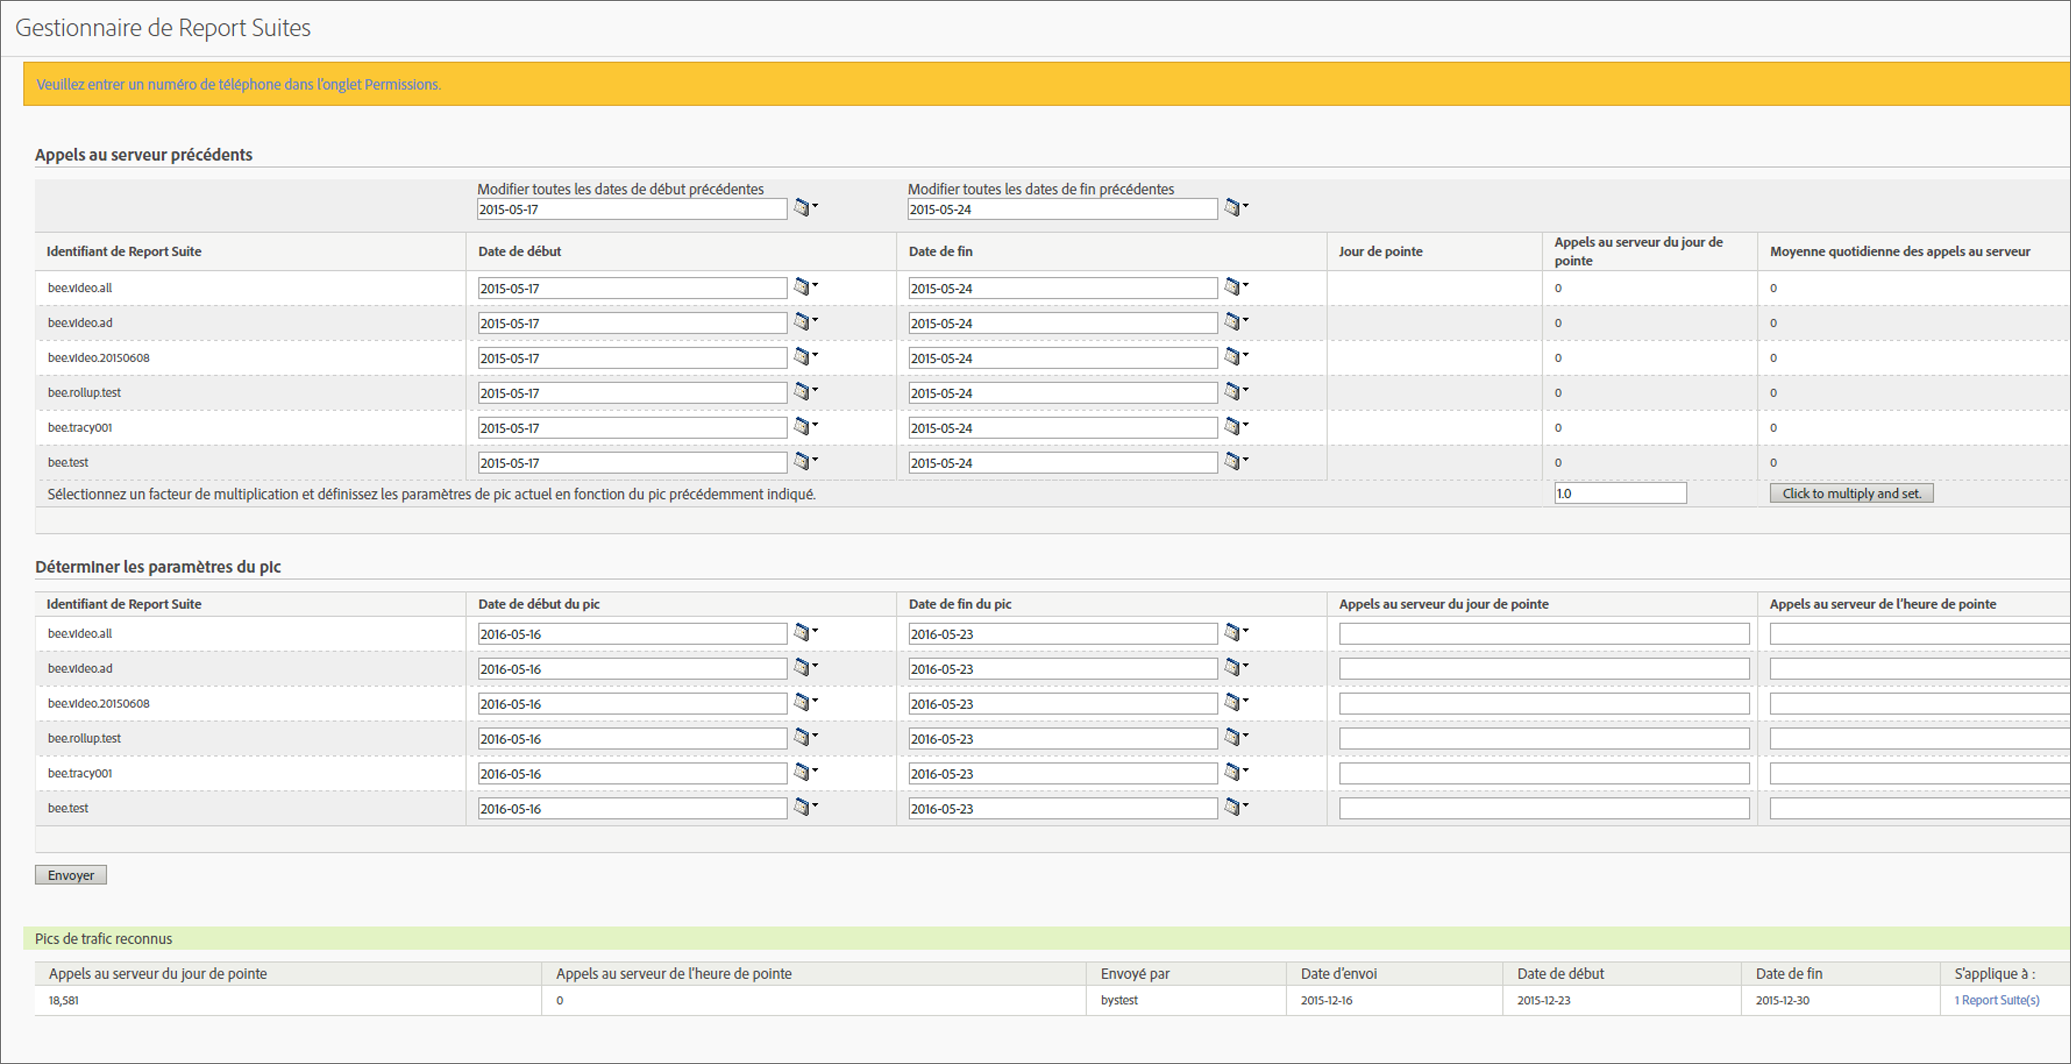 Gestionnaire de Report Suites
Veuillez entrer un numéro de téléphone dans l'onglet Permissions.
Appels au serveur précédents
Modifier toutes les dates de début précédentes Modifier toutes les dates de fin précédentes
2015-05-17 2015-05-24
Identifiant de Report Suite Date de début Date de fin Jour de pointe Appels au serveur du jour de pointe Moyenne quotidienne des appels au serveur
bee.video.all 2015-05-17 2015-05-24 0 0
bee.video.ad 2015-05-17 2015-05-24 0 0
bee.video.20150608 2015-05-17 2015-05-24 0 0
bee.rollup.test 2015-05-17 2015-05-24 0 0
bee.tracy001 2015-05-17 2015-05-24 0 0
bee.test 2015-05-17 2015-05-24 0 0
Sélectionnez un facteur de multiplication et définissez les paramètres de pic actuel en fonction du pic précédemment indiqué. 1.0 Click to multiply and set.
Déterminer les paramètres du pic
Identifiant de Report Suite Date de début du pic Date de fin du pic Appels au serveur du jour de pointe Appels au serveur de l'heure de pointe
bee.video.all 2016-05-16 2016-05-23
bee.video.ad 2016-05-16 2016-05-23
bee.video.20150608 2016-05-16 2016-05-23
bee.rollup.test 2016-05-16 2016-05-23
bee.tracy001 2016-05-16 2016-05-23
bee.test 2016-05-16 2016-05-23
Envoyer
Pics de trafic reconnus
Appels au serveur du jour de pointe Appels au serveur de l'heure de pointe Envoyé par Date d'envoi Date de début Date de fin S'applique à :
18,581 0 bystest 2015-12-16 2015-12-23 2015-12-30 1 Report Suite(s)